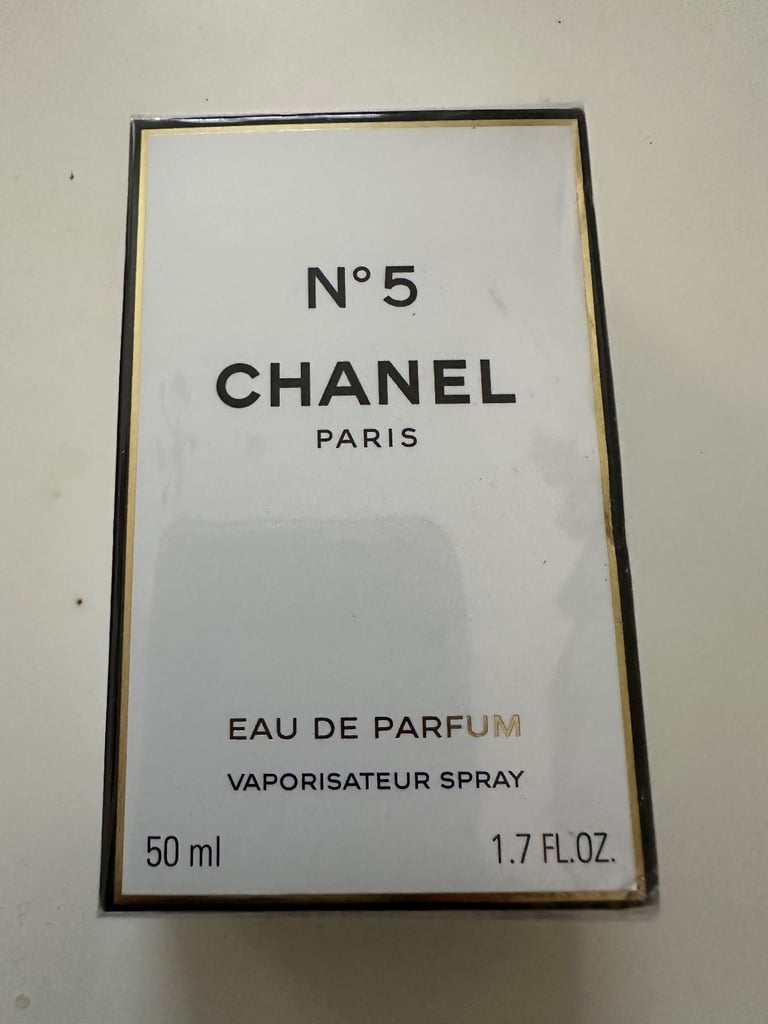 N°5
CHANEL
PARIS
EAU DE PARFUM
VAPORISATEUR SPRAY
50 ml 1.7 FL.OZ.